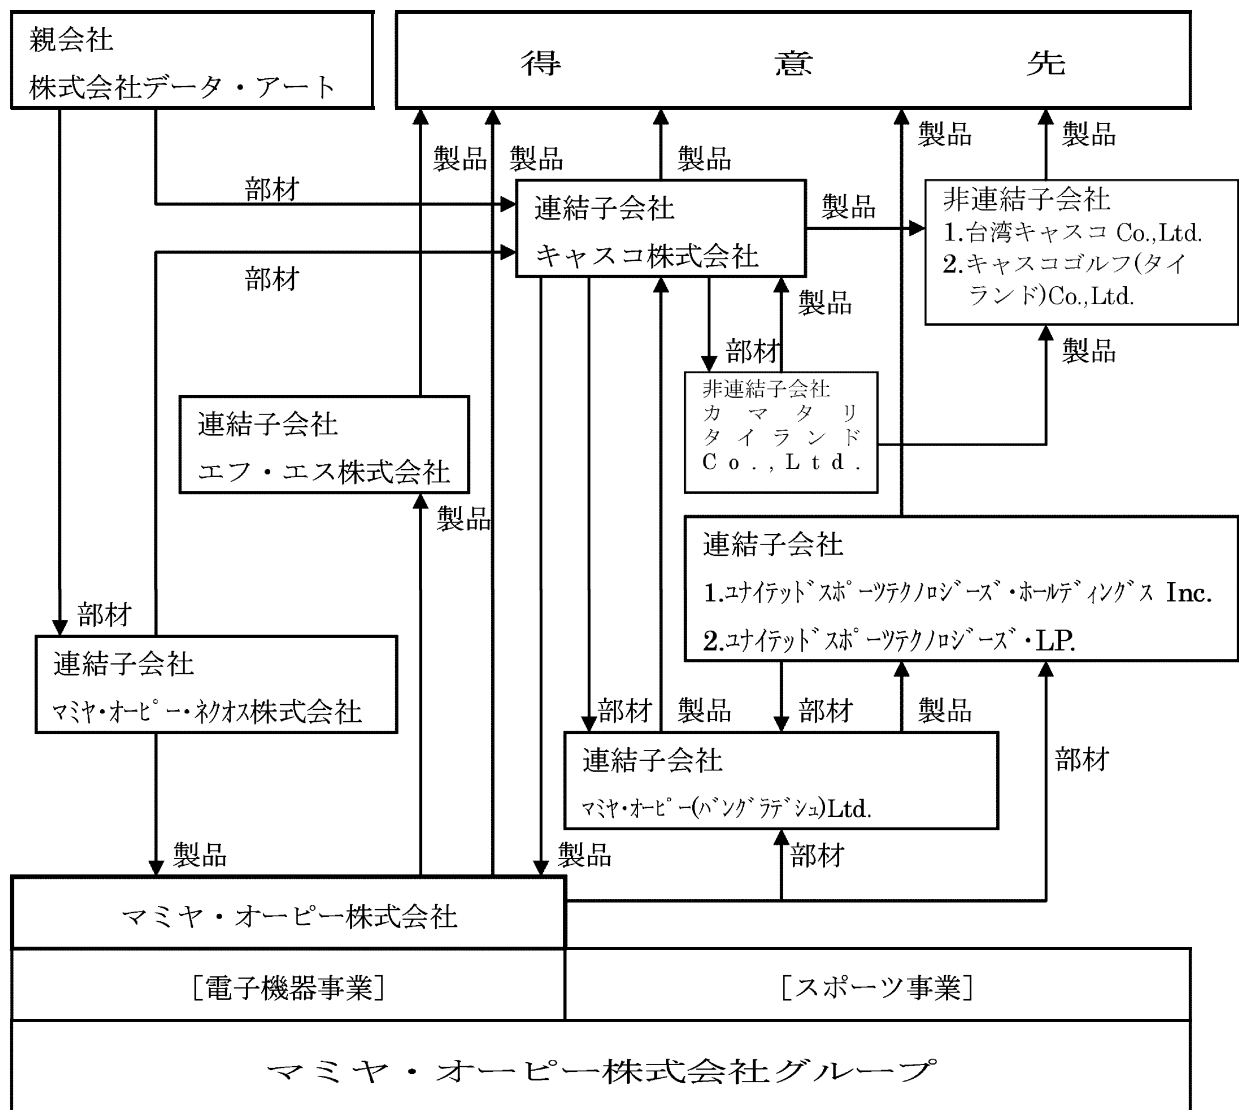 親会社
株式会社データ・アート
得意先
製品
製品
製品
製品
製品
部材
連結子会社
キャスコ株式会社
製品
非連結子会社
1.台湾キャスコ Co.,Ltd.
2.キャスコゴルフ(タイ
ランド)Co.,Ltd.
部材
製品
部材
製品
非連結子会社
カマタリ
タイランド
Co.,Ltd.
連結子会社
エフ・エス株式会社
製品
連結子会社
1.ﾕﾅｲﾃｯﾄﾞｽﾎﾟｰﾂﾃｸﾉﾛｼﾞｰｽﾞ・ﾎｰﾙﾃﾞｨﾝｸﾞｽ Inc.
2.ﾕﾅｲﾃｯﾄﾞｽﾎﾟｰﾂﾃｸﾉﾛｼﾞｰｽﾞ・LP.
部材
連結子会社
ﾏﾐﾔ・ｵｰﾋﾟｰ・ﾈｸｵｽ株式会社
部材
製品
部材
製品
部材
連結子会社
ﾏﾐﾔ・ｵｰﾋﾟｰ(ﾊﾞﾝｸﾞﾗﾃﾞｼｭ)Ltd.
製品
製品
部材
マミヤ・オーピー株式会社
[電子機器事業]
[スポーツ事業]
マミヤ・オーピー株式会社グループ